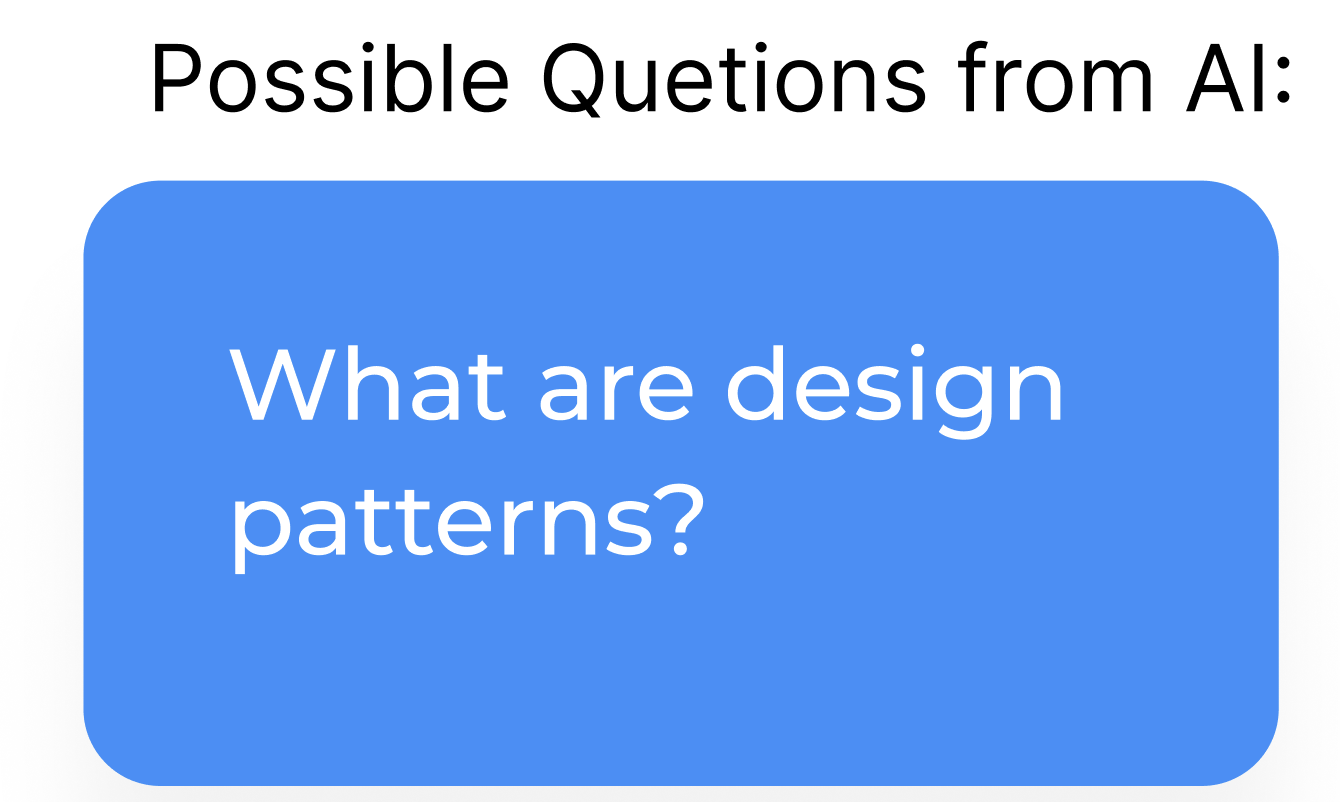 Possible Quetions from AI:
What are design
patterns?